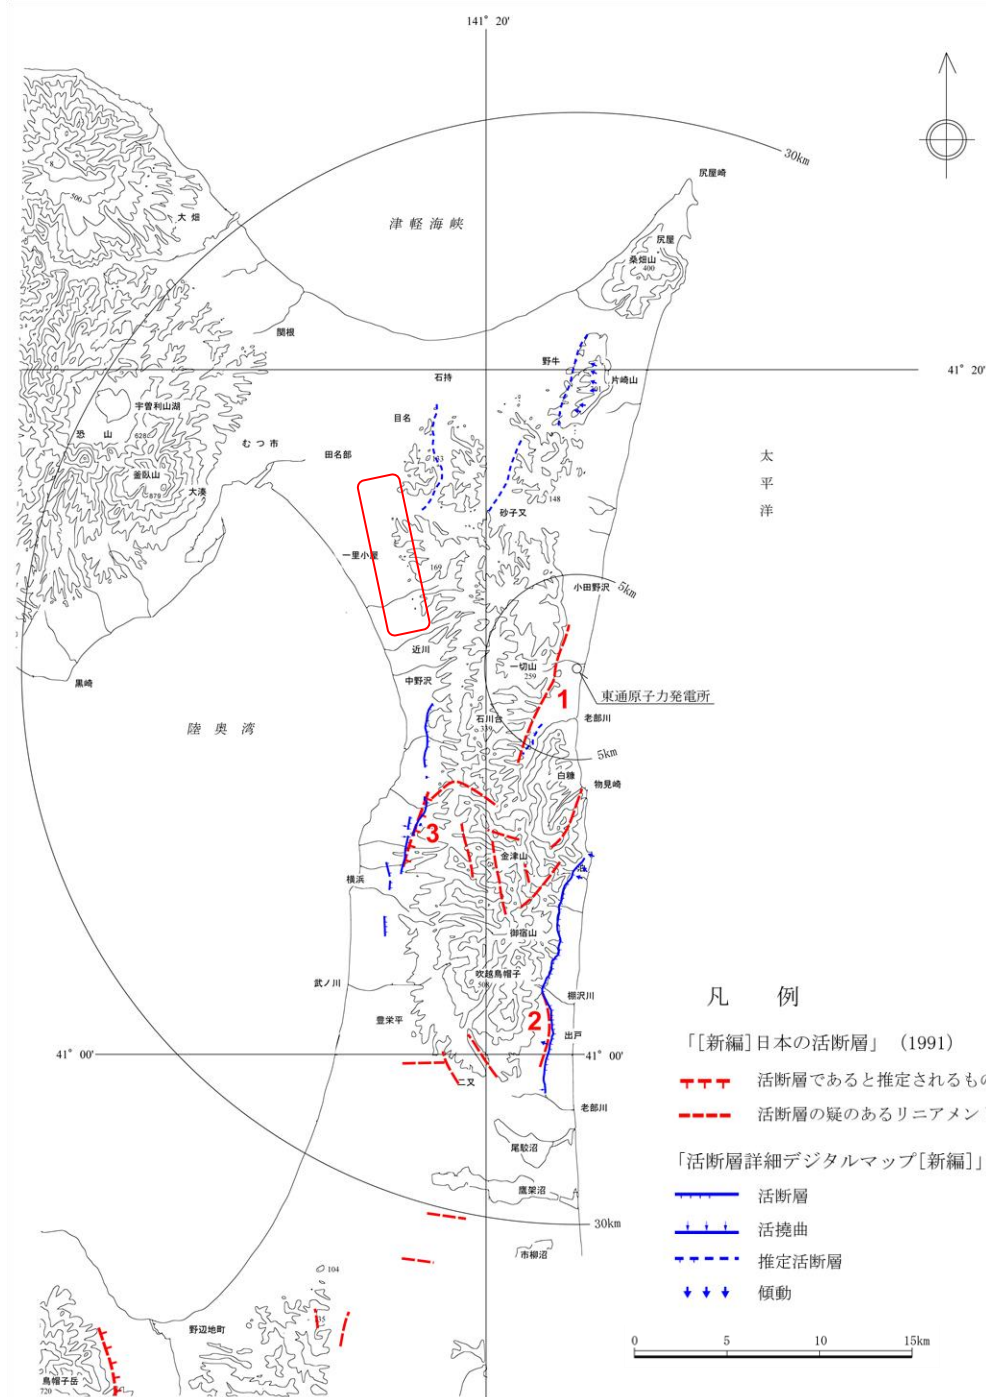 141° 20'
30km
尻屋崎
津軽海峡
尻屋
桑畑山
400
8
500
大畑
関根
野牛
41° 20'
石持
片崎山
宇曽利山湖
目名
恐山
628
むつ市
田名部
釜臥山
879
大湊
148
太平洋
砂子又
一里小屋
169
小田野沢
5km
近川
一切山
259
中野沢
黒崎
東通原子力発電所
1
石川台
老部川
陸奥湾
5km
白糠
物見崎
3
金津山
泊
横浜
御宿山
吹越烏帽子
508
武ノ川
棚沢川
豊栄平
2
出戸
凡例
「[新編]日本の活断層」 (1991)
41° 00'
41° 00'
二又
活断層であると推定されるもの
老部川
活断層の疑のあるリニアメン
尾駮沼
「活断層詳細デジタルマップ[新編]」
鷹架沼
活断層
30km
活撓曲
市柳沼
推定活断層
104
傾動
野辺地町
0 5 10 15km
烏帽子岳
720